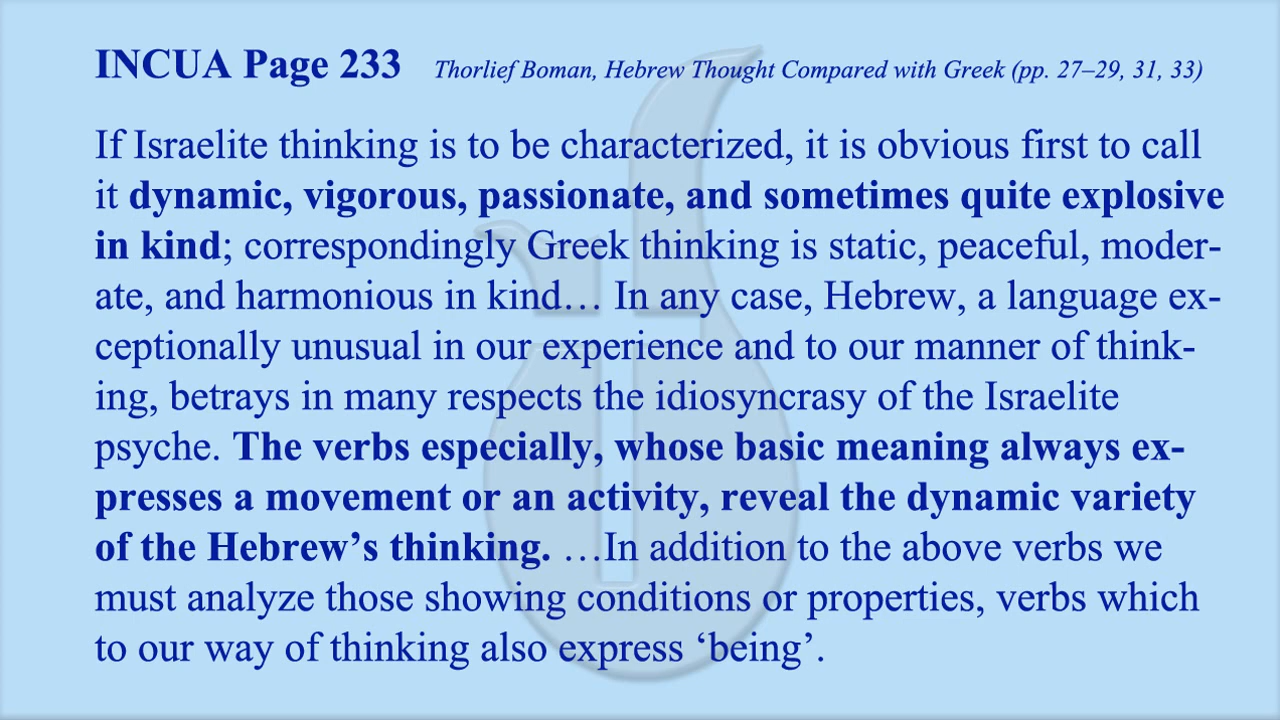 INCUA Page 233 Thorlief Boman, Hebrew Thought Compared with Greek (pp. 27–29, 31, 33)
If Israelite thinking is to be characterized, it is obvious first to call
it dynamic, vigorous, passionate, and sometimes quite explosive
in kind; correspondingly Greek thinking is static, peaceful, moder-
ate, and harmonious in kind… In any case, Hebrew, a language ex-
ceptionally unusual in our experience and to our manner of think-
ing, betrays in many respects the idiosyncrasy of the Israelite
psyche. The verbs especially, whose basic meaning always ex-
presses a movement or an activity, reveal the dynamic variety
of the Hebrew’s thinking. …In addition to the above verbs we
must analyze those showing conditions or properties, verbs which
to our way of thinking also express ‘being’.